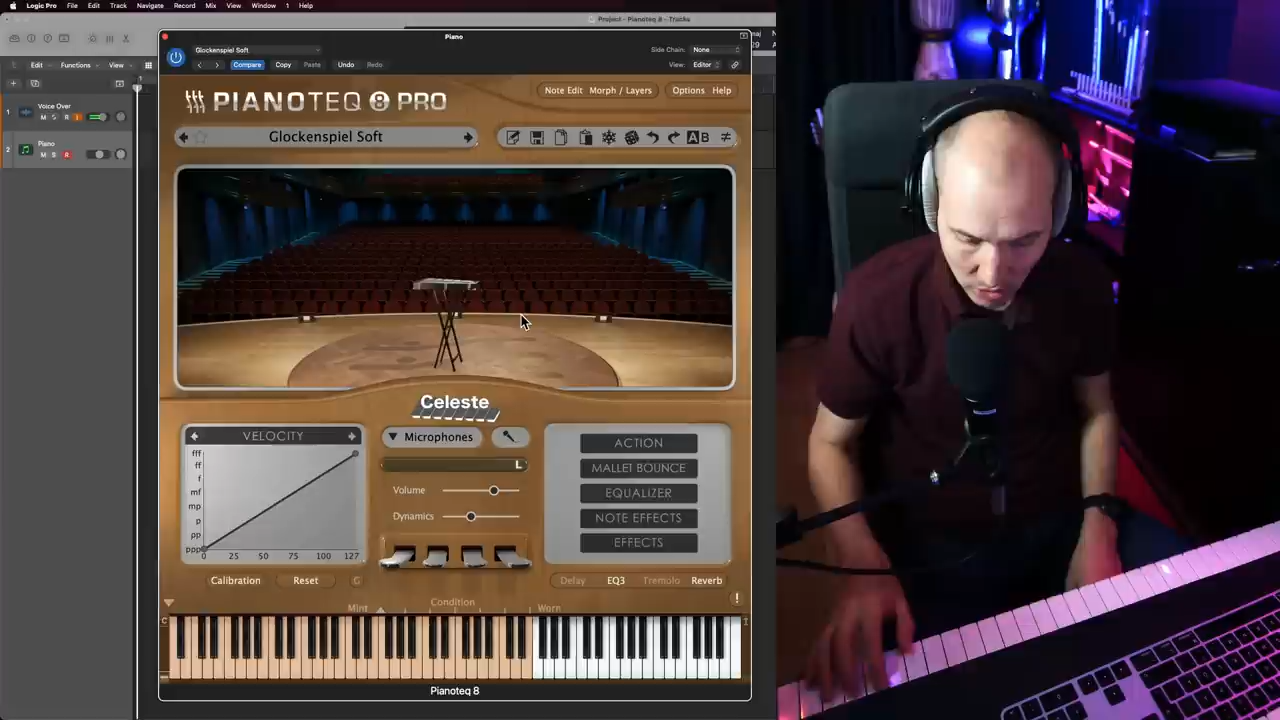 Logic Pro File Edit Track Navigate Record Mix View Window 1 Help
Project - Pianoteq 8 - Tracks
Piano
Glockenspiel Soft
Side Chain: None
Compare Copy Paste Undo Redo
View: Editor
Edit Functions View
1
1 Voice Over
M S R I
2 Piano
M S R
PIANOTEQ 8 PRO
Note Edit Morph / Layers
Options Help
Glockenspiel Soft
AB
Celeste
VELOCITY
fff
ff
f
mf
mp
p
pp
ppp
0 25 50 75 100 127
Microphones
L
Volume
Dynamics
ACTION
MALLET BOUNCE
EQUALIZER
NOTE EFFECTS
EFFECTS
Calibration Reset
Delay EQ3 Tremolo Reverb
Mint Condition Worn
!
Pianoteq 8